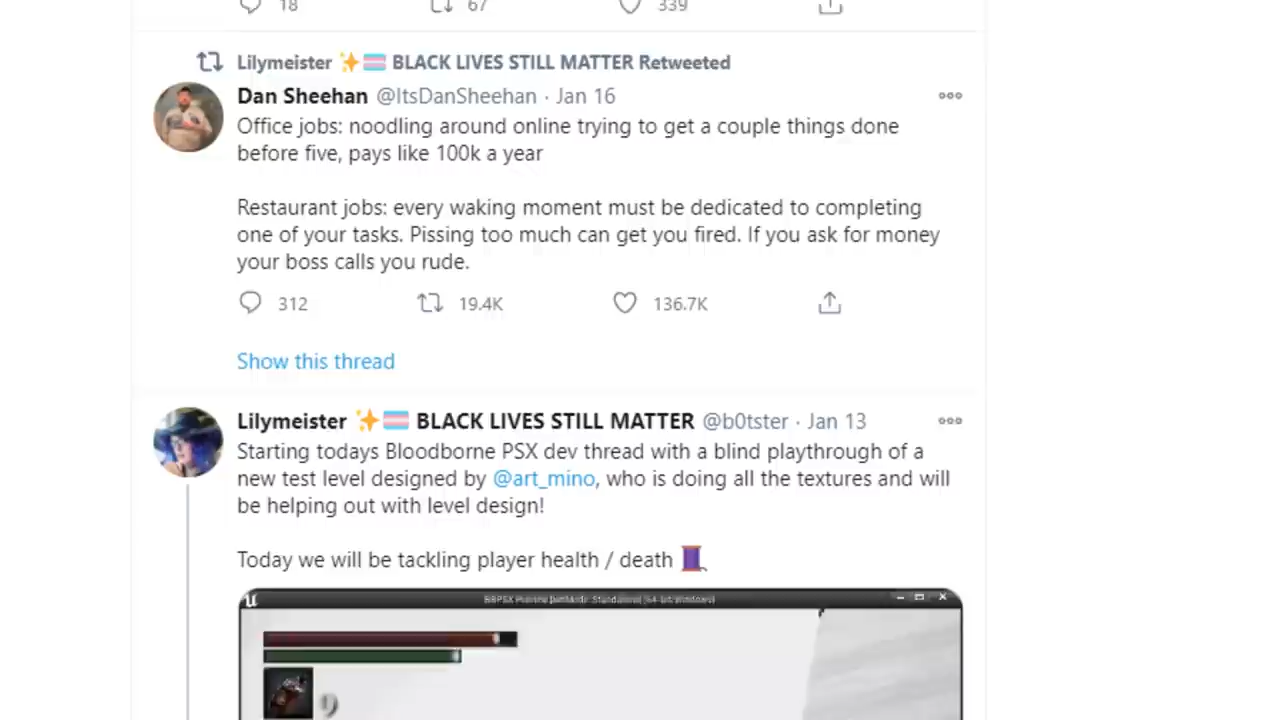 18 67 339
Lilymeister ✨🏳️‍⚧️ BLACK LIVES STILL MATTER Retweeted
Dan Sheehan @ItsDanSheehan · Jan 16
Office jobs: noodling around online trying to get a couple things done
before five, pays like 100k a year
Restaurant jobs: every waking moment must be dedicated to completing
one of your tasks. Pissing too much can get you fired. If you ask for money
your boss calls you rude.
312 19.4K 136.7K
Show this thread
Lilymeister ✨🏳️‍⚧️ BLACK LIVES STILL MATTER @b0tster · Jan 13
Starting todays Bloodborne PSX dev thread with a blind playthrough of a
new test level designed by @art_mino, who is doing all the textures and will
be helping out with level design!
Today we will be tackling player health / death 🧵
9